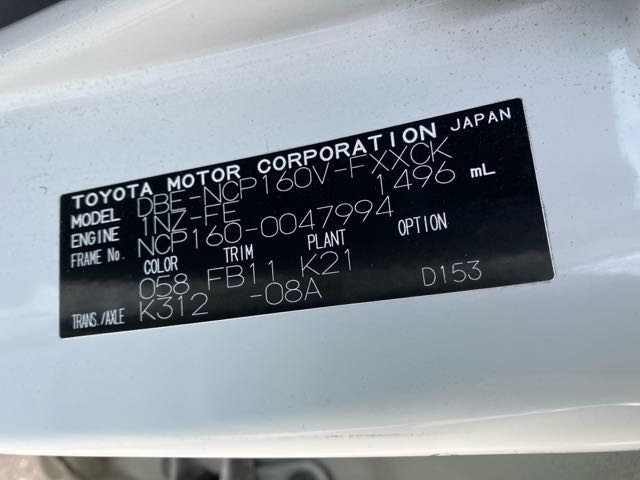 TOYOTA MOTOR CORPORATION JAPAN
MODEL DBE-NCP160V-FXXCK
ENGINE 1NZ-FE 1496 mL
FRAME No. NCP160-0047994
COLOR TRIM PLANT OPTION
058 FB11 K21
TRANS./AXLE K312 -08A D153